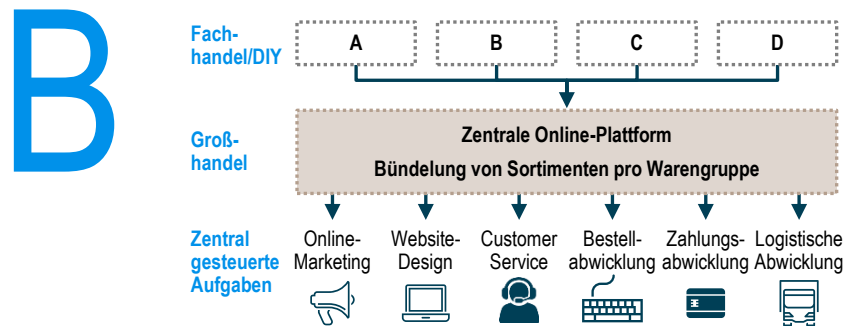 B
Fach-
handel/DIY
A
B
C
D
Groß-
handel
Zentrale Online-Plattform
Bündelung von Sortimenten pro Warengruppe
Zentral
gesteuerte
Aufgaben
Online-
Marketing
Website-
Design
Customer
Service
Bestell-
abwicklung
Zahlungs-
abwicklung
Logistische
Abwicklung